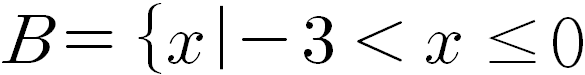 B = {x | − 3 < x ≤ 0